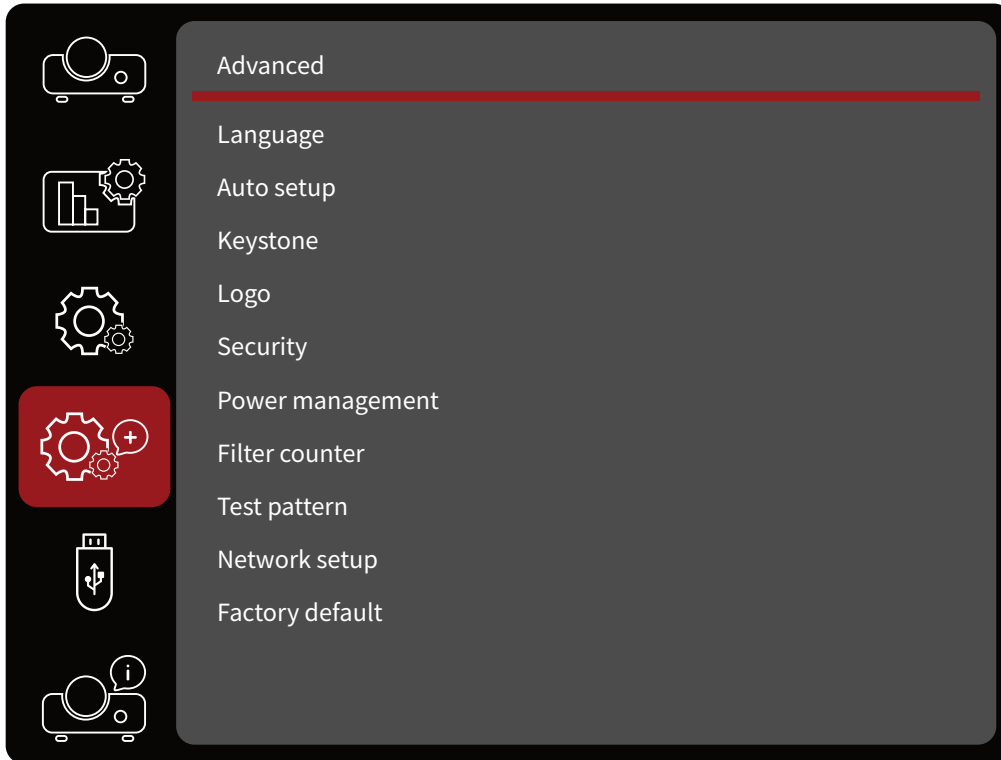 Advanced
Language
Auto setup
Keystone
Logo
Security
Power management
Filter counter
Test pattern
Network setup
Factory default